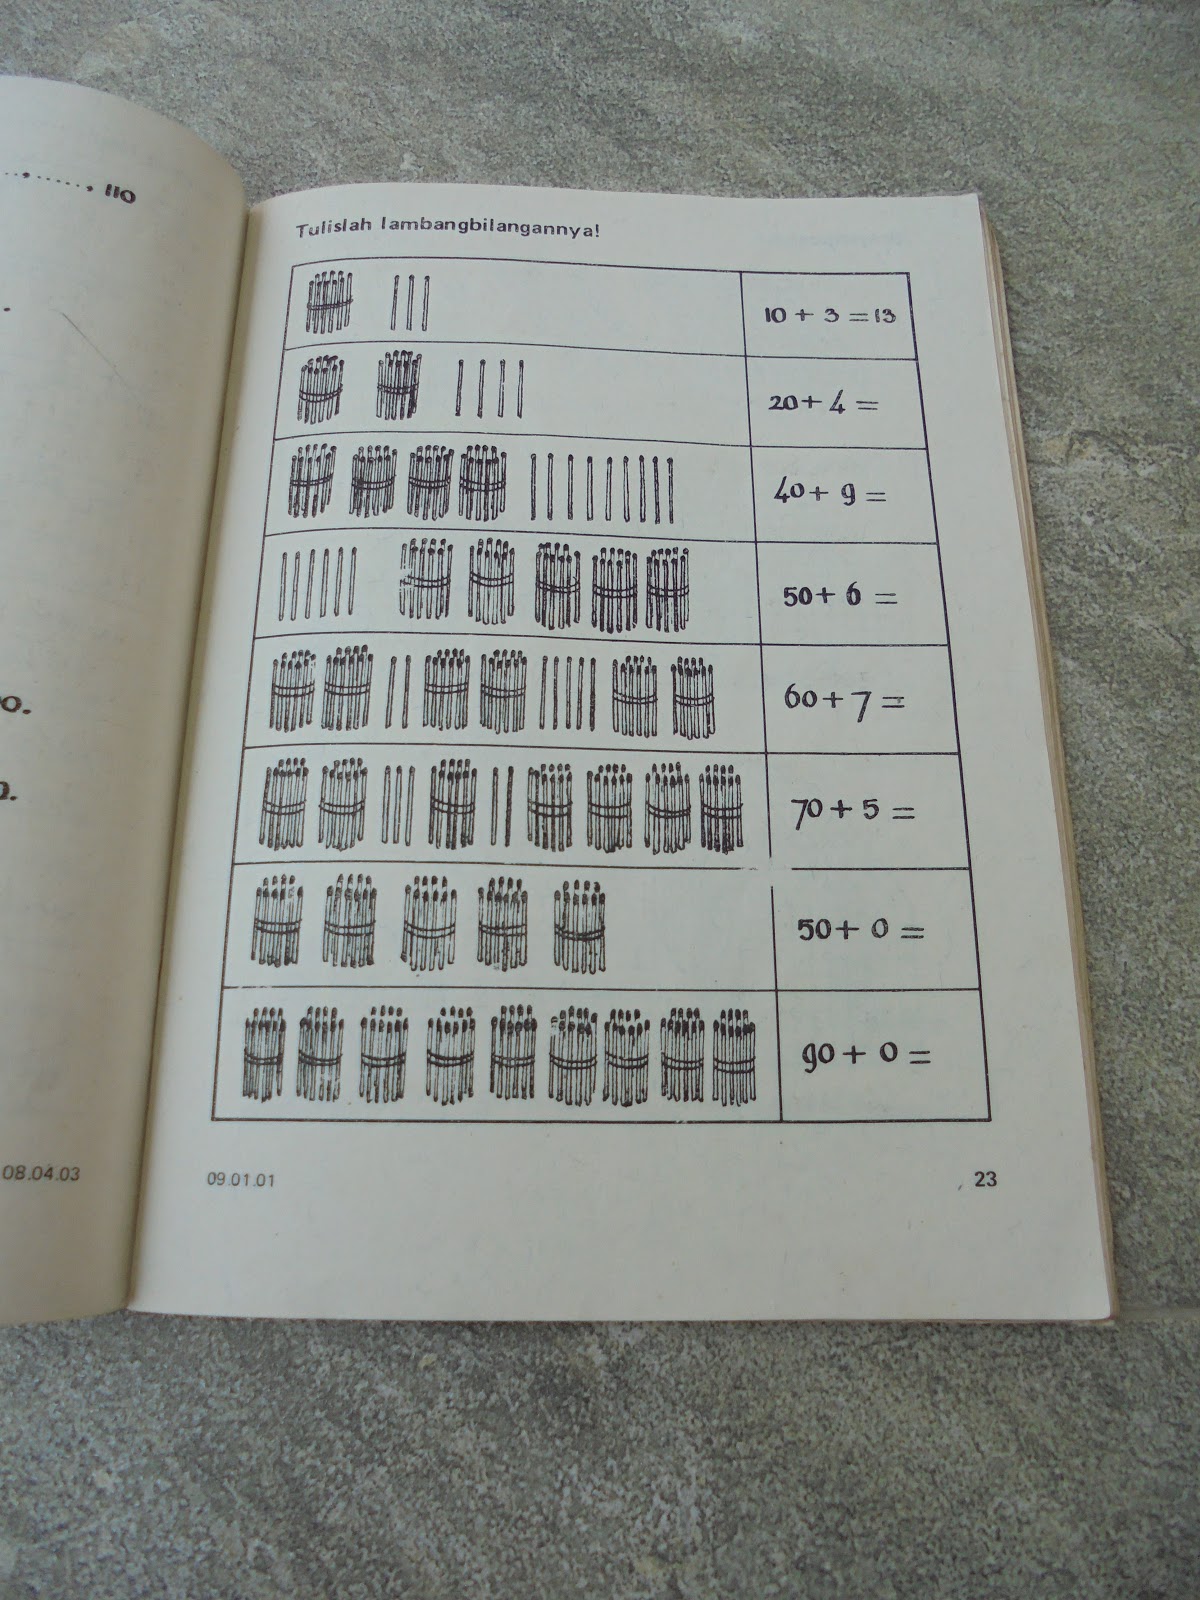 110
08.04.03
Tulislah lambangbilangannya!
10 + 3 = 13
20 + 4 =
40 + 9 =
50 + 6 =
60 + 7 =
70 + 5 =
50 + 0 =
90 + 0 =
09.01.01
23